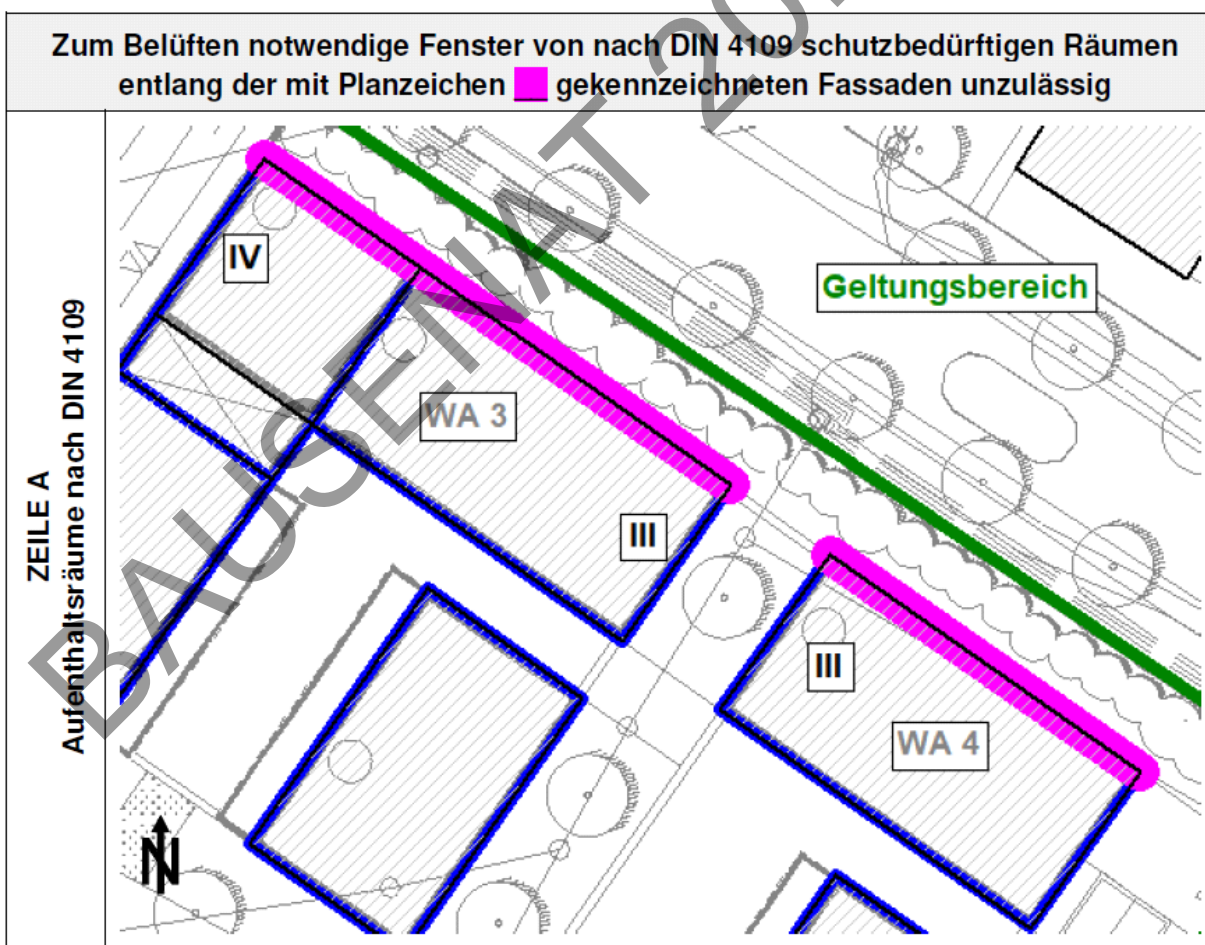 Zum Belüften notwendige Fenster von nach DIN 4109 schutzbedürftigen Räumen
entlang der mit Planzeichen gekennzeichneten Fassaden unzulässig
ZEILE A
Aufenthaltsräume nach DIN 4109
IV
Geltungsbereich
WA 3
III
III
WA 4
N
BAUSENAT